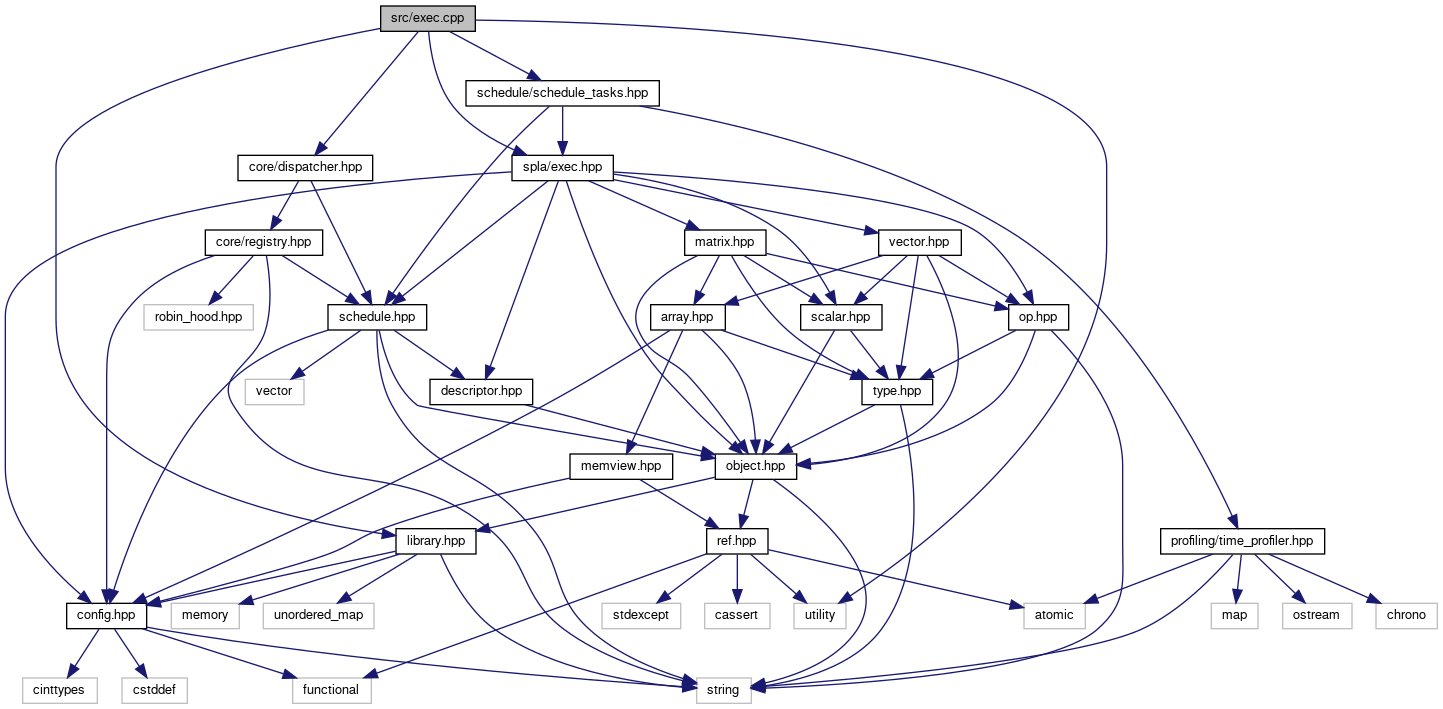 src/exec.cpp
schedule/schedule_tasks.hpp
core/dispatcher.hpp
spla/exec.hpp
core/registry.hpp
matrix.hpp
vector.hpp
robin_hood.hpp
schedule.hpp
array.hpp
scalar.hpp
op.hpp
vector
descriptor.hpp
type.hpp
memview.hpp
object.hpp
library.hpp
ref.hpp
profiling/time_profiler.hpp
config.hpp
memory
unordered_map
stdexcept
cassert
utility
atomic
map
ostream
chrono
cinttypes
cstddef
functional
string